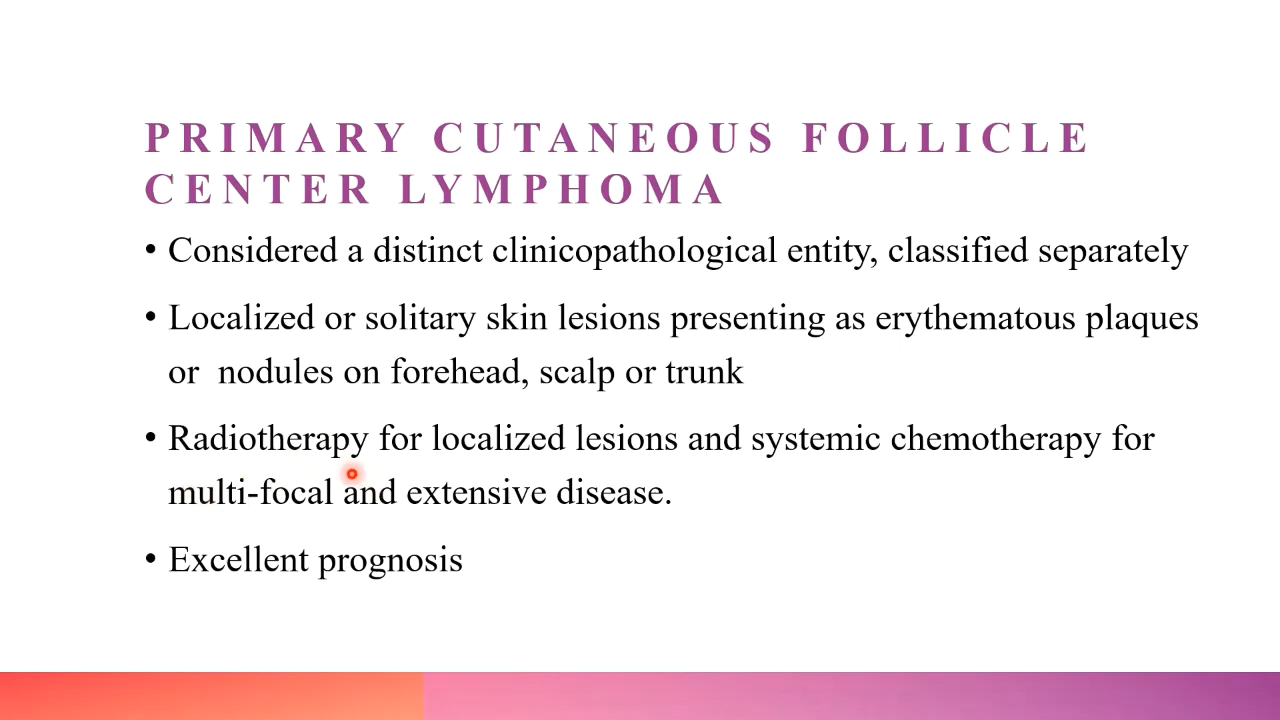 PRIMARY CUTANEOUS FOLLICLE
CENTER LYMPHOMA
• Considered a distinct clinicopathological entity, classified separately
• Localized or solitary skin lesions presenting as erythematous plaques
or  nodules on forehead, scalp or trunk
• Radiotherapy for localized lesions and systemic chemotherapy for
multi-focal and extensive disease.
• Excellent prognosis